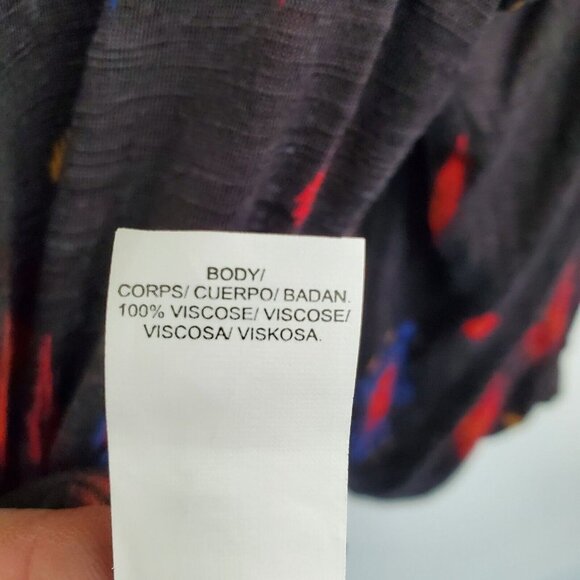 BODY/
CORPS/ CUERPO/ BADAN.
100% VISCOSE/ VISCOSE/
VISCOSA/ VISKOSA.